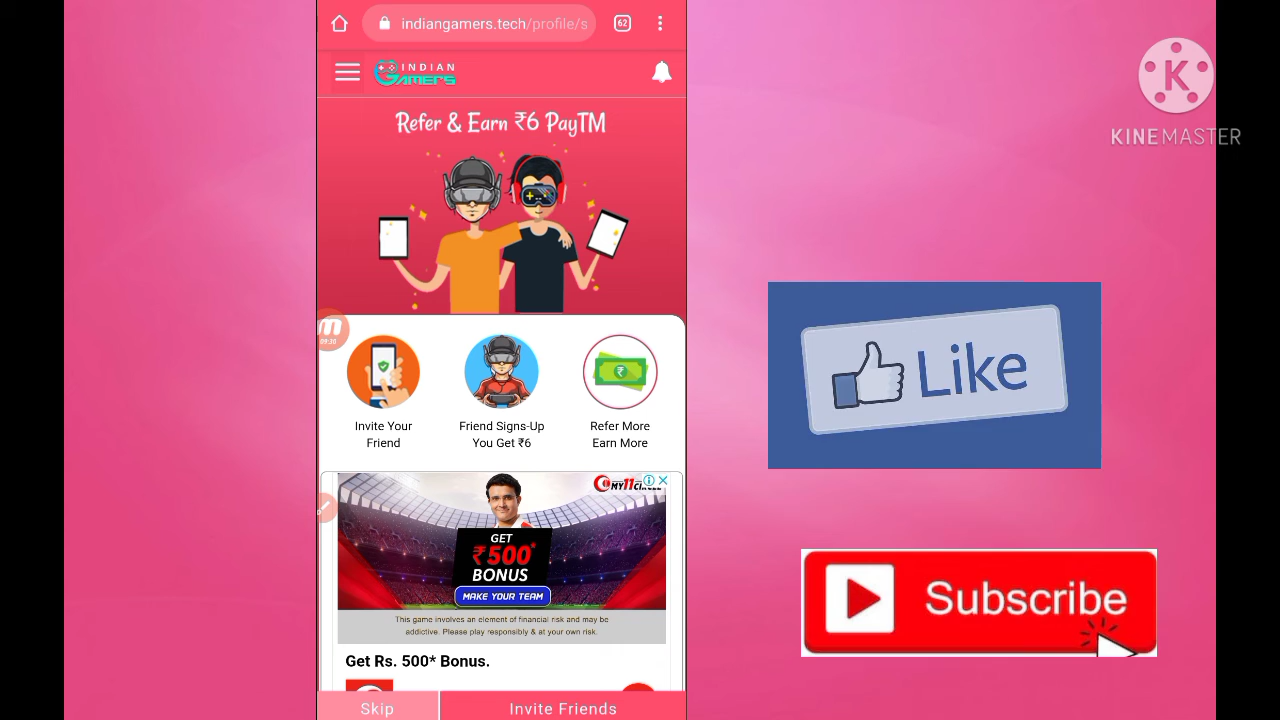 indiangamers.tech/profile/s
62
INDIAN
GAMERS
Refer & Earn ₹6 PayTM
09:30
Invite Your
Friend
Friend Signs-Up
You Get ₹6
Refer More
Earn More
GET
₹500*
BONUS
MAKE YOUR TEAM
This game involves an element of financial risk and may be
addictive. Please play responsibly & at your own risk.
Get Rs. 500* Bonus.
Skip
Invite Friends
K
KINEMASTER
Like
Subscribe